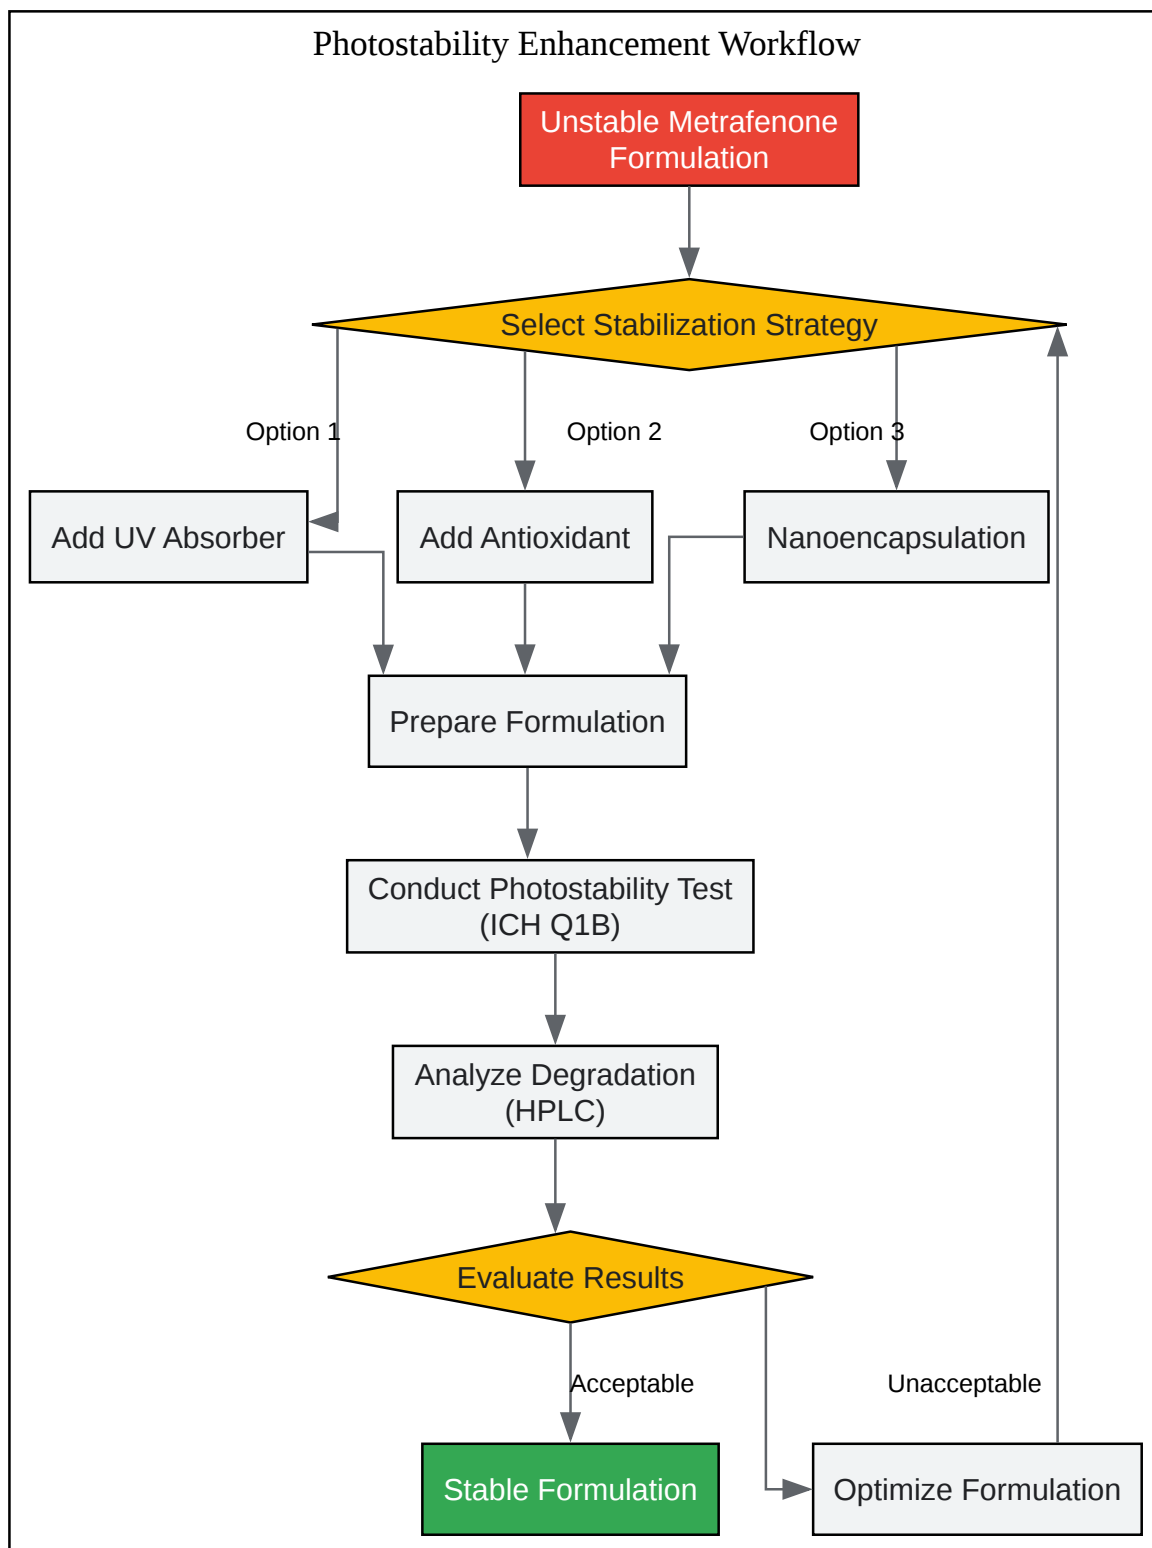 Photostability Enhancement Workflow
Unstable Metrafenone
Formulation
Select Stabilization Strategy
Option 1
Option 2
Option 3
Add UV Absorber
Add Antioxidant
Nanoencapsulation
Prepare Formulation
Conduct Photostability Test
(ICH Q1B)
Analyze Degradation
(HPLC)
Evaluate Results
Acceptable
Unacceptable
Stable Formulation
Optimize Formulation